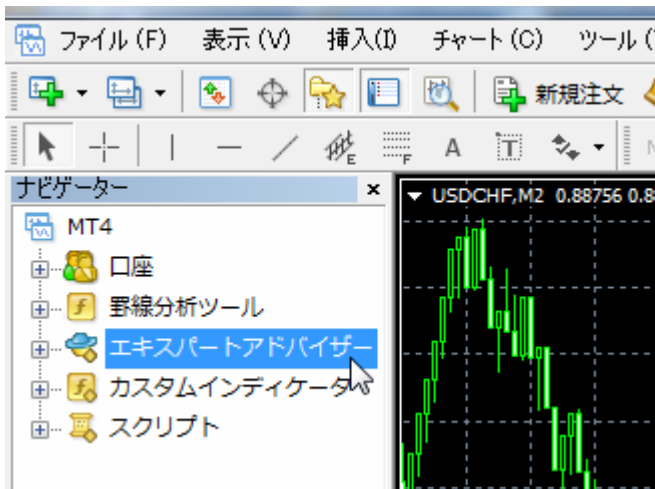 ファイル (F) 表示 (V) 挿入(I) チャート (C) ツール (
新規注文
E F A T
ナビゲーター ×
USDCHF,M2 0.88756 0.8
MT4
口座
罫線分析ツール
エキスパートアドバイザー
カスタムインディケータ
スクリプト